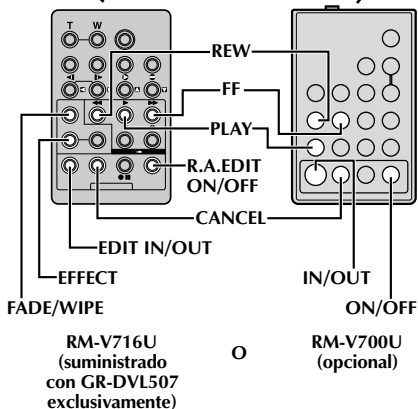 T W
REW
FF
PLAY
R.A.EDIT
ON/OFF
CANCEL
EDIT IN/OUT
EFFECT
IN/OUT
FADE/WIPE
ON/OFF
RM-V716U
(suministrado
con GR-DVL507
exclusivamente)
O
RM-V700U
(opcional)